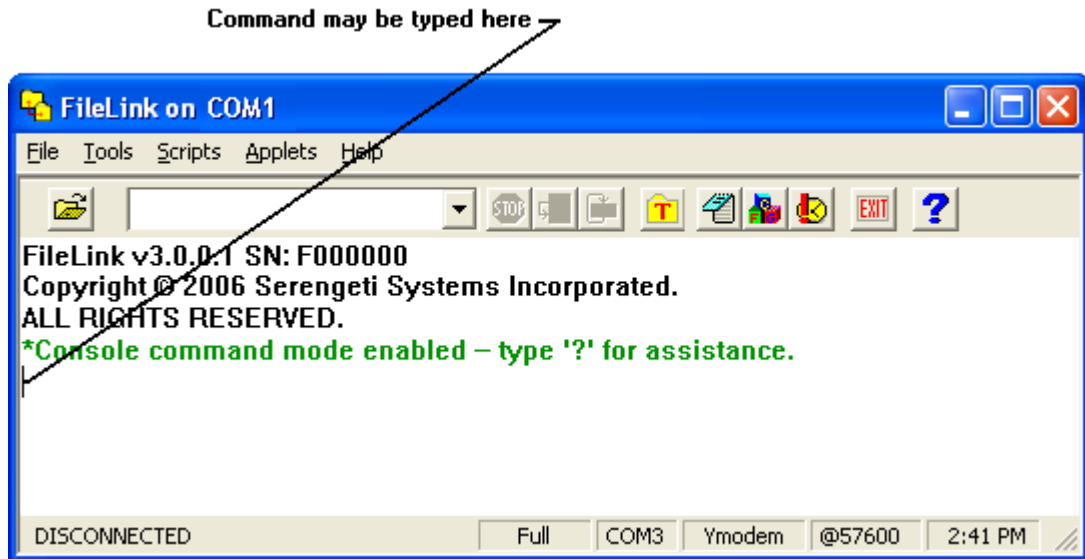 Command may be typed here
FileLink on COM1
File Tools Scripts Applets Help
STOP T EXIT ?
FileLink v3.0.0.1 SN: F000000
Copyright © 2006 Serengeti Systems Incorporated.
ALL RIGHTS RESERVED.
*Console command mode enabled – type '?' for assistance.
DISCONNECTED Full COM3 Ymodem @57600 2:41 PM